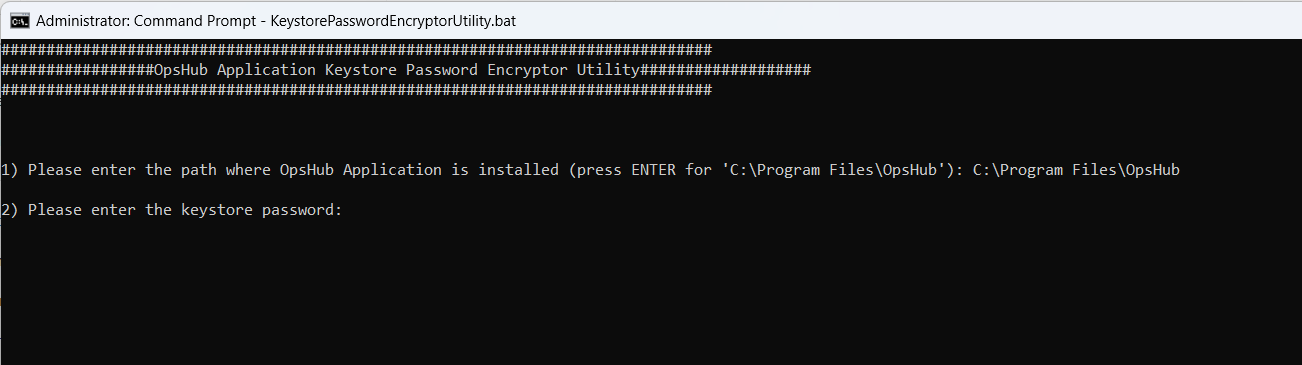 Administrator: Command Prompt - KeystorePasswordEncryptorUtility.bat
###############################################################################
#################OpsHub Application Keystore Password Encryptor Utility###################
###############################################################################
1) Please enter the path where OpsHub Application is installed (press ENTER for 'C:\Program Files\OpsHub'): C:\Program Files\OpsHub
2) Please enter the keystore password: